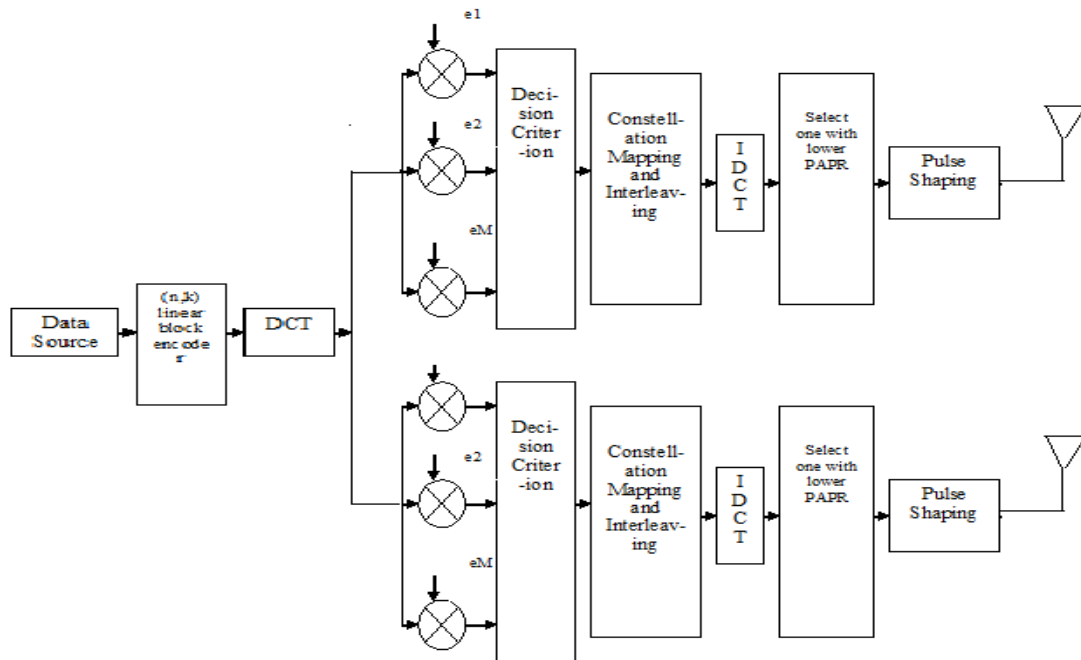 e1
e2
eM
Data
Source
(n,k)
linear
block
encode
r
DCT
Deci-
sion
Criter
-ion
Constell-
ation
Mapping
and
Interleav-
ing
I
D
C
T
Select
one with
lower
PAPR
Pulse
Shaping
e2
eM
Deci-
sion
Criter
-ion
Constell-
ation
Mapping
and
Interleav-
ing
I
D
C
T
Select
one with
lower
PAPR
Pulse
Shaping